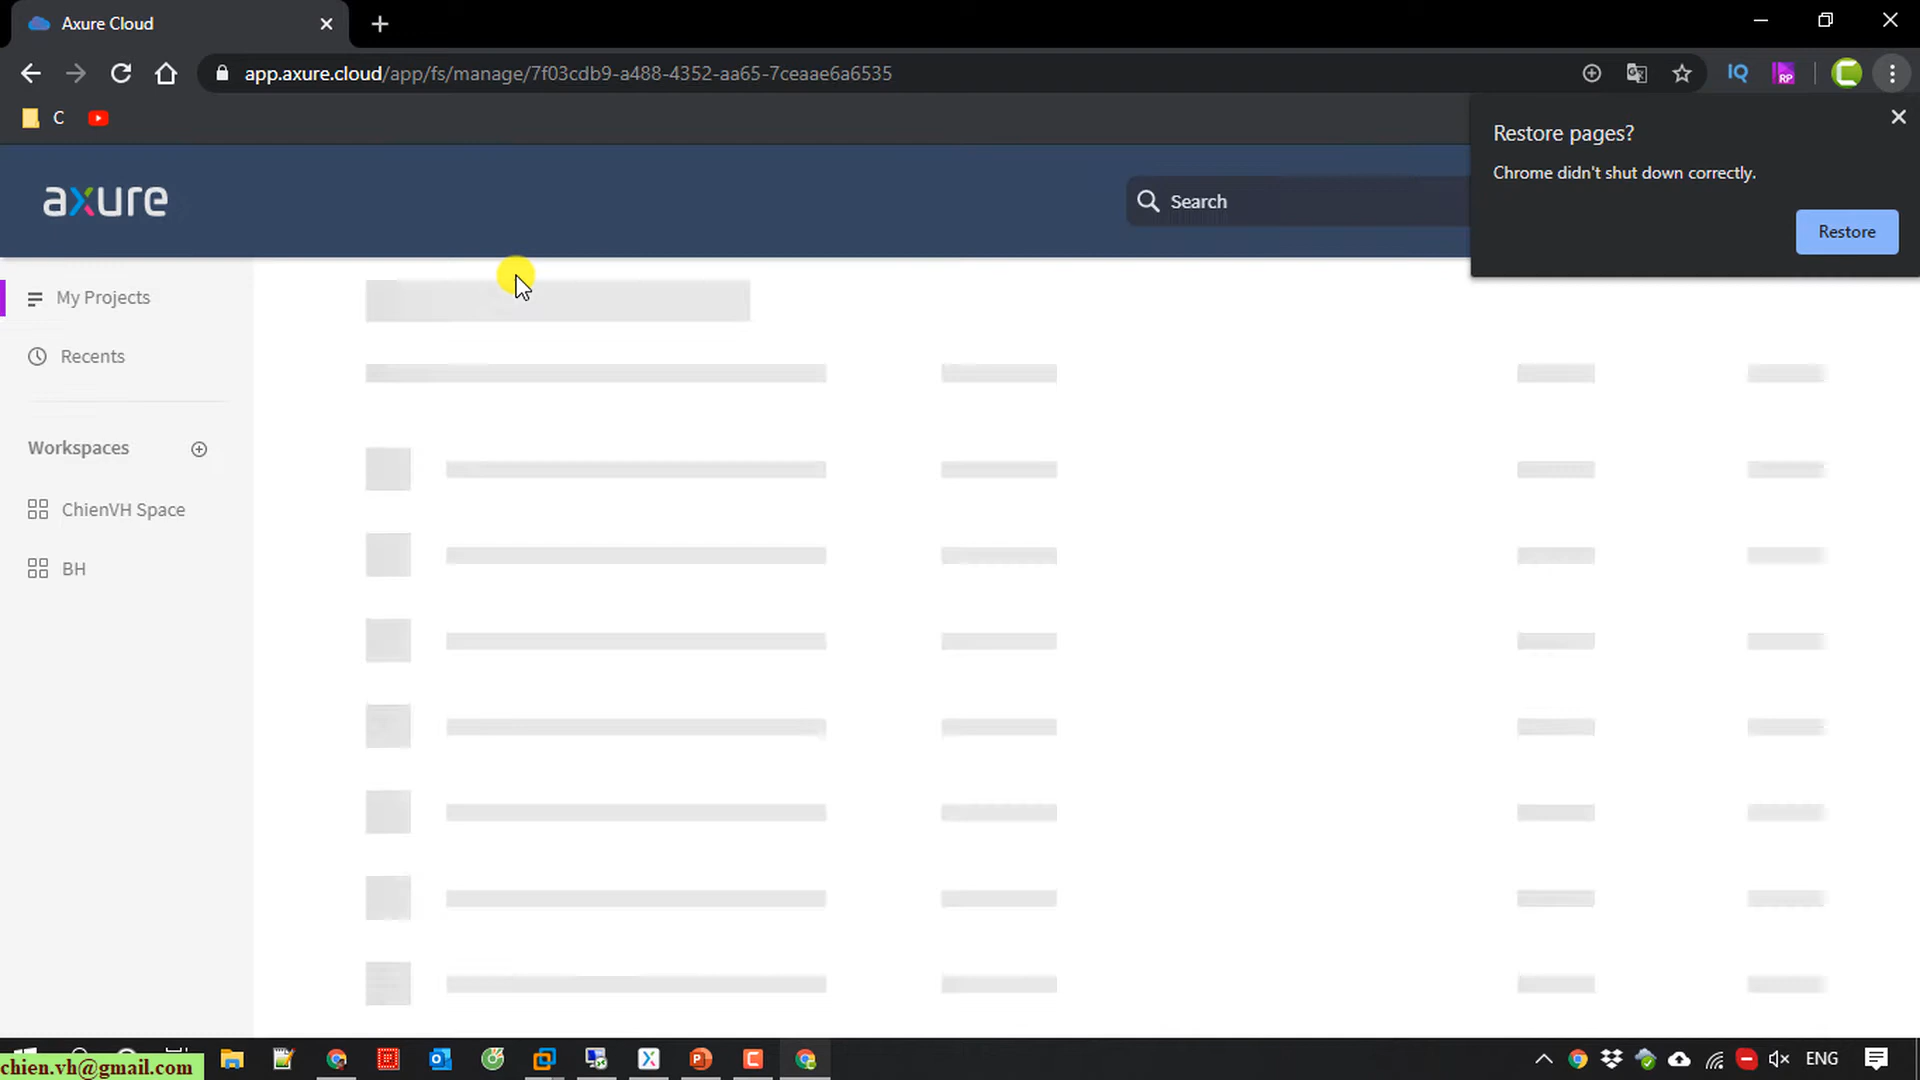 Axure Cloud
app.axure.cloud/app/fs/manage/7f03cdb9-a488-4352-aa65-7ceaae6a6535
IQ
RP
C
Restore pages?
Chrome didn't shut down correctly.
Restore
axure
Search
My Projects
Recents
Workspaces
ChienVH Space
BH
chien.vh@gmail.com
ENG